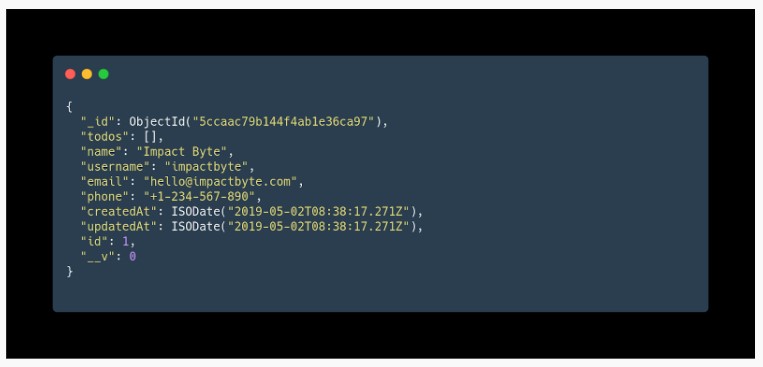 {
  "_id": ObjectId("5ccaac79b144f4ab1e36ca97"),
  "todos": [],
  "name": "Impact Byte",
  "username": "impactbyte",
  "email": "hello@impactbyte.com",
  "phone": "+1-234-567-890",
  "createdAt": ISODate("2019-05-02T08:38:17.271Z"),
  "updatedAt": ISODate("2019-05-02T08:38:17.271Z"),
  "id": 1,
  "__v": 0
}